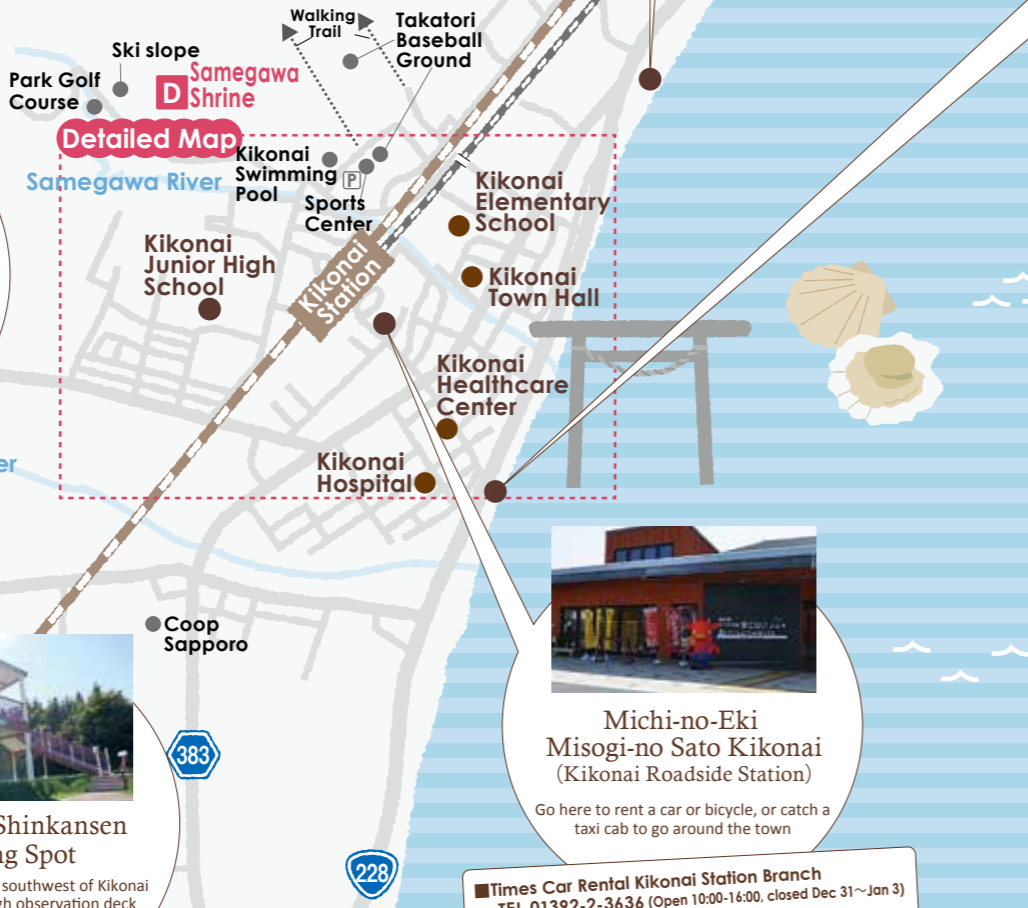 Walking
Trail
Takatori
Baseball
Ground
Ski slope
Park Golf
Course
D
Samegawa
Shrine
Detailed Map
Samegawa River
Kikonai
Swimming
Pool
P
Sports
Center
Kikonai
Elementary
School
Kikonai
Junior High
School
Kikonai
Station
Kikonai
Town Hall
Kikonai
Healthcare
Center
Kikonai
Hospital
er
Coop
Sapporo
383
228
Shinkansen
ng Spot
southwest of Kikonai
gh observation deck
Michi-no-Eki
Misogi-no Sato Kikonai
(Kikonai Roadside Station)
Go here to rent a car or bicycle, or catch a
taxi cab to go around the town
■Times Car Rental Kikonai Station Branch
TEL 01392-2-3636 (Open 10:00-16:00, closed Dec 31~Jan 3)